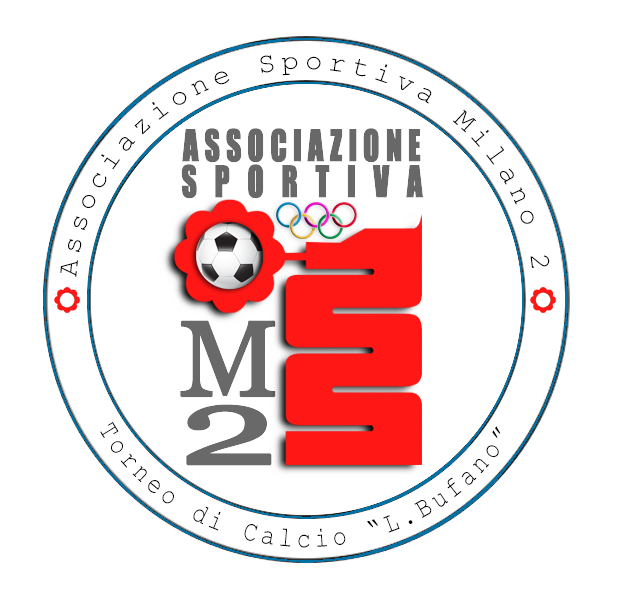 Associazione Sportiva Milano 2
ASSOCIAZIONE
SPORTIVA
M
2
Torneo di Calcio "L.Bufano"